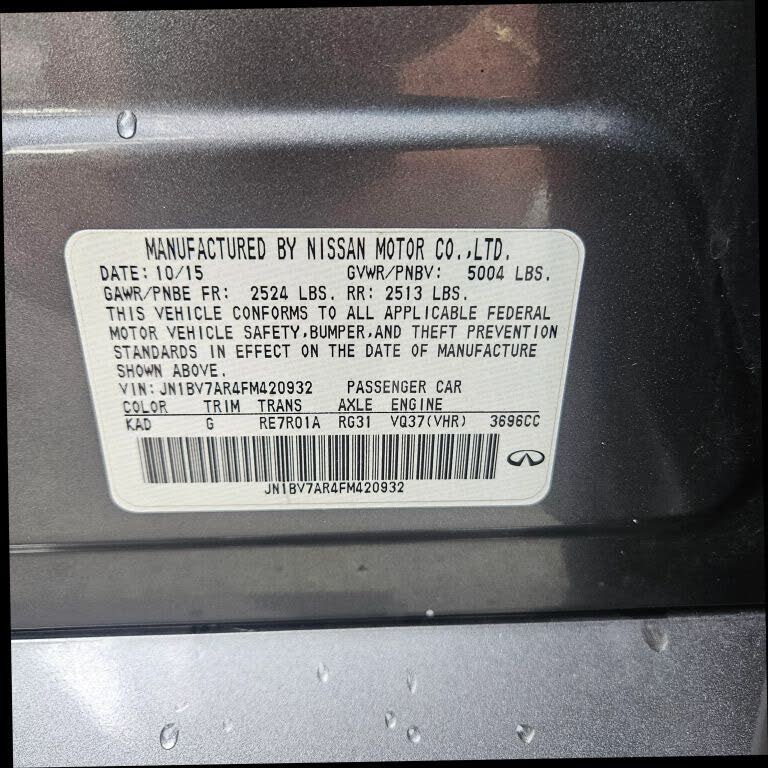 MANUFACTURED BY NISSAN MOTOR CO.,LTD.
DATE: 10/15 GVWR/PNBV: 5004 LBS.
GAWR/PNBE FR: 2524 LBS. RR: 2513 LBS.
THIS VEHICLE CONFORMS TO ALL APPLICABLE FEDERAL
MOTOR VEHICLE SAFETY,BUMPER,AND THEFT PREVENTION
STANDARDS IN EFFECT ON THE DATE OF MANUFACTURE
SHOWN ABOVE.
VIN: JN1BV7AR4FM420932 PASSENGER CAR
COLOR TRIM TRANS AXLE ENGINE
KAD G RE7R01A RG31 VQ37(VHR) 3696CC
JN1BV7AR4FM420932